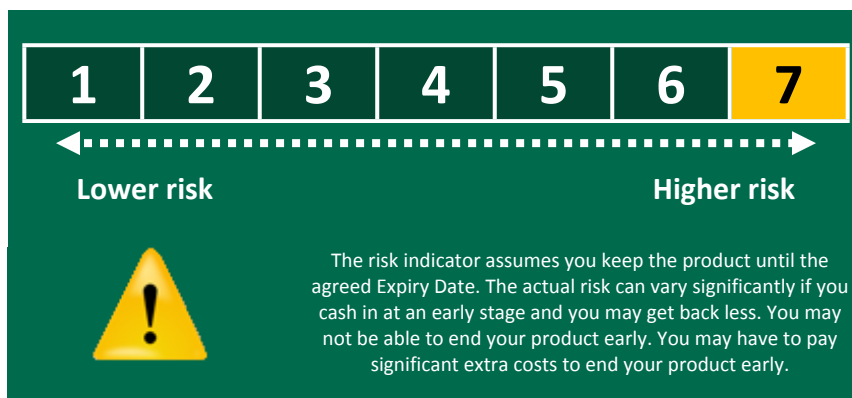 1 2 3 4 5 6 7
Lower risk Higher risk
!
The risk indicator assumes you keep the product until the
agreed Expiry Date. The actual risk can vary significantly if you
cash in at an early stage and you may get back less. You may
not be able to end your product early. You may have to pay
significant extra costs to end your product early.